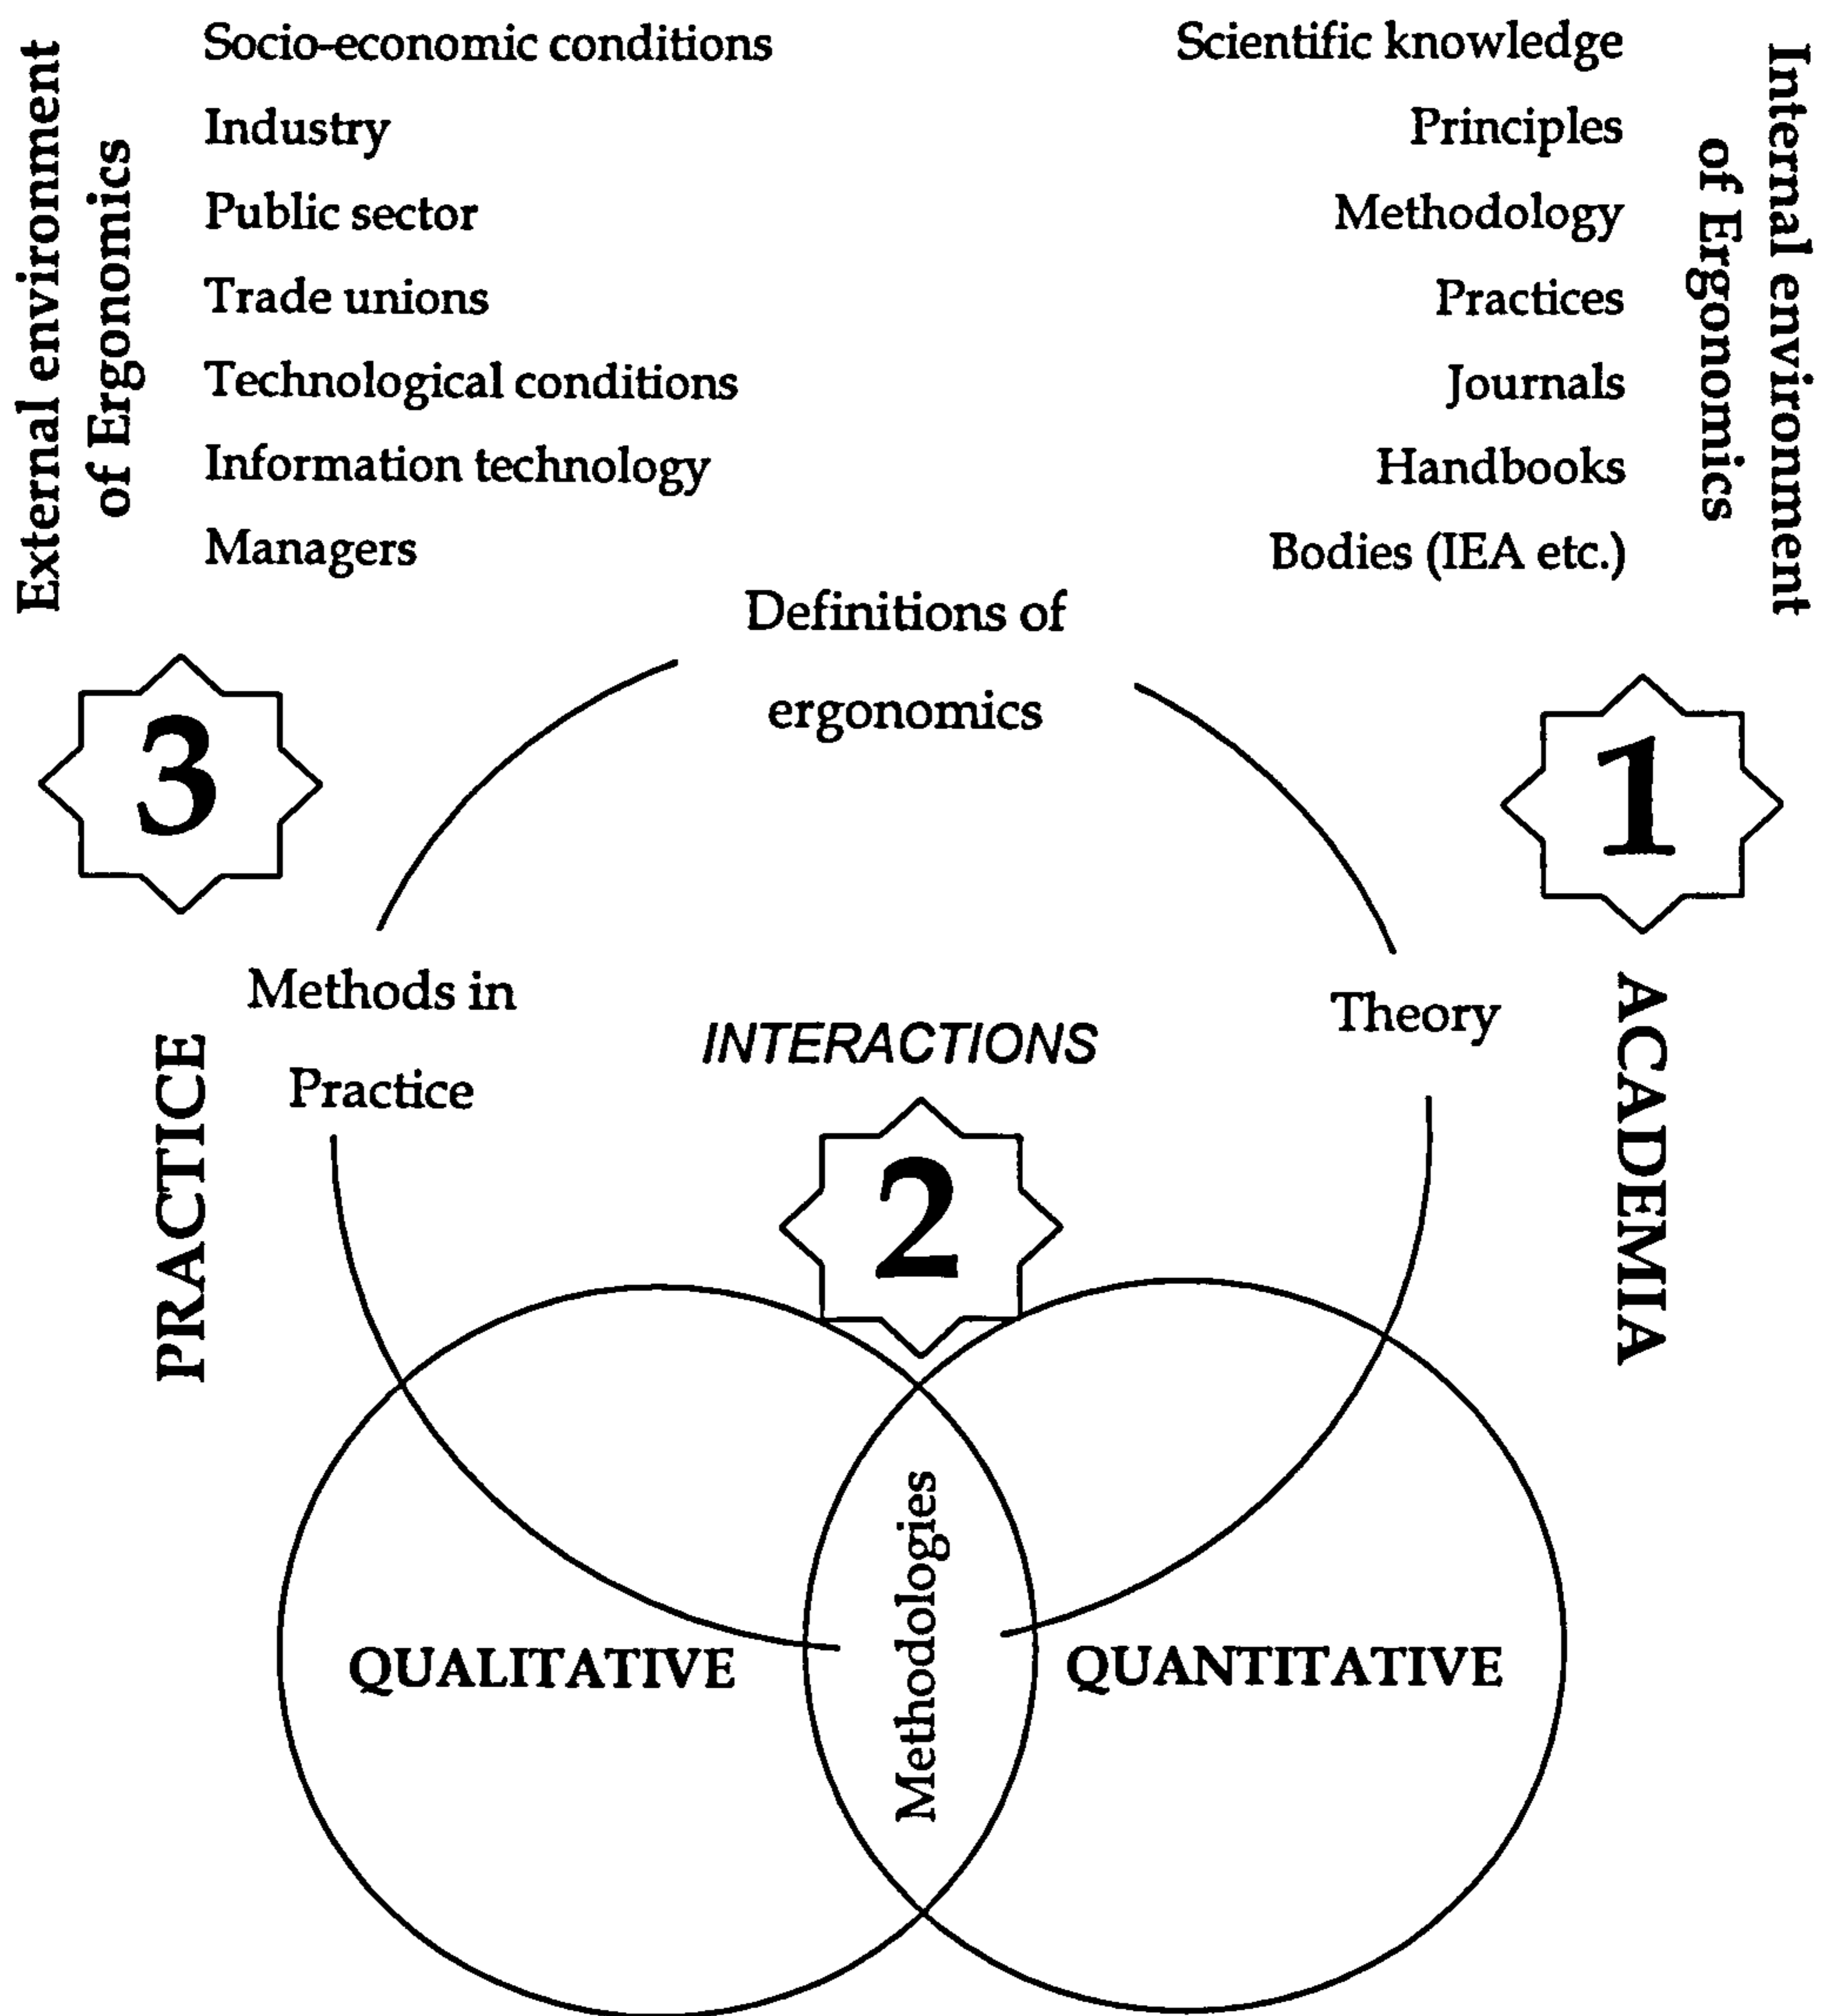 External environment
of Ergonomics
Socio-economic conditions
Industry
Public sector
Trade unions
Technological conditions
Information technology
Managers
Scientific knowledge
Principles
Methodology
Practices
Journals
Handbooks
Bodies (IEA etc.)
Internal environment
of Ergonomics
Definitions of
ergonomics
3
1
Methods in
Practice
PRACTICE
INTERACTIONS
2
Theory
ACADEMIA
QUALITATIVE
Methodologies
QUANTITATIVE